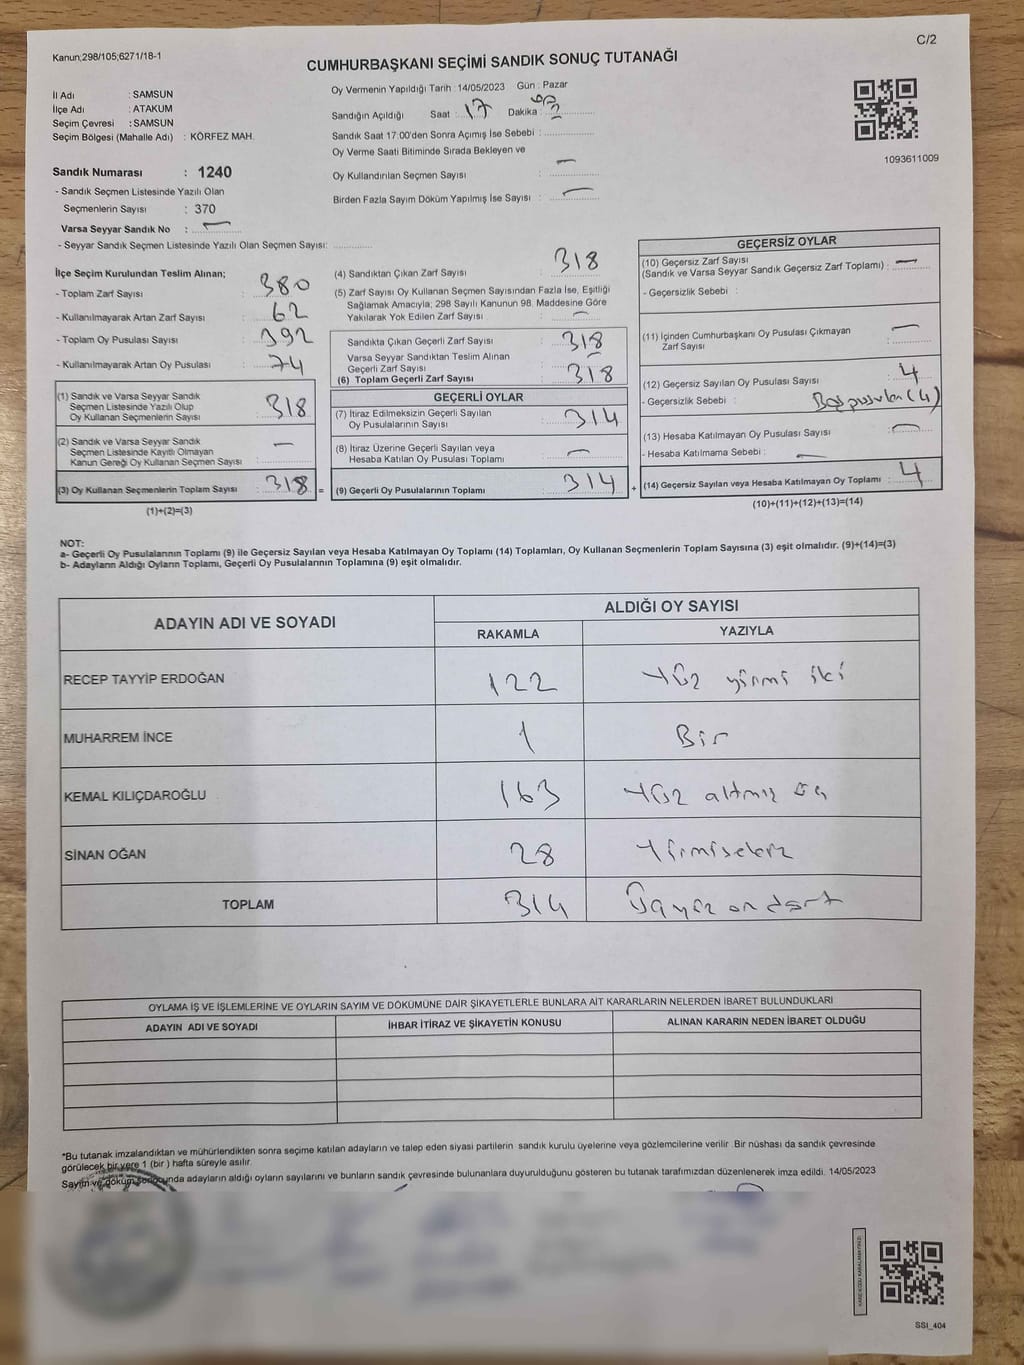 C/2
Kanun;298/105;6271/18-1
CUMHURBAŞKANI SEÇİMİ SANDIK SONUÇ TUTANAĞI
İl Adı : SAMSUN
İlçe Adı : ATAKUM
Seçim Çevresi : SAMSUN
Seçim Bölgesi (Mahalle Adı) : KÖRFEZ MAH.
Oy Vermenin Yapıldığı Tarih :14/05/2023 Gün : Pazar
Sandığın Açıldığı Saat : 17 Dakika :
Sandık Saat 17:00'den Sonra Açımış İse Sebebi :
Oy Verme Saati Bitiminde Sırada Bekleyen ve
Oy Kullandırılan Seçmen Sayısı : —
Birden Fazla Sayım Döküm Yapılmış İse Sayısı : —
1093611009
Sandık Numarası : 1240
- Sandık Seçmen Listesinde Yazılı Olan
Seçmenlerin Sayısı : 370
Varsa Seyyar Sandık No : —
- Seyyar Sandık Seçmen Listesinde Yazılı Olan Seçmen Sayısı:
İlçe Seçim Kurulundan Teslim Alınan;
- Toplam Zarf Sayısı : 380
- Kullanılmayarak Artan Zarf Sayısı : 62
- Toplam Oy Pusulası Sayısı : 392
- Kullanılmayarak Artan Oy Pusulası : 74
(1) Sandık ve Varsa Seyyar Sandık
Seçmen Listesinde Yazılı Olup
Oy Kullanan Seçmenlerin Sayısı : 318
(2) Sandık ve Varsa Seyyar Sandık
Seçmen Listesinde Kayıtlı Olmayan
Kanun Gereği Oy Kullanan Seçmen Sayısı : —
(3) Oy Kullanan Seçmenlerin Toplam Sayısı : 318 =
(1)+(2)=(3)
(4) Sandıktan Çıkan Zarf Sayısı : 318
(5) Zarf Sayısı Oy Kullanan Seçmen Sayısından Fazla İse, Eşitliği
Sağlamak Amacıyla; 298 Sayılı Kanunun 98. Maddesine Göre
Yakılarak Yok Edilen Zarf Sayısı : —
Sandıkta Çıkan Geçerli Zarf Sayısı : 318
Varsa Seyyar Sandıktan Teslim Alınan
Geçerli Zarf Sayısı : —
(6) Toplam Geçerli Zarf Sayısı : 318
GEÇERLİ OYLAR
(7) İtiraz Edilmeksizin Geçerli Sayılan
Oy Pusulalarının Sayısı : 314
(8) İtiraz Üzerine Geçerli Sayılan veya
Hesaba Katılan Oy Pusulası Toplamı : —
(9) Geçerli Oy Pusulalarının Toplamı : 314 +
GEÇERSİZ OYLAR
(10) Geçersiz Zarf Sayısı
(Sandık ve Varsa Seyyar Sandık Geçersiz Zarf Toplamı) : —
- Geçersizlik Sebebi :
(11) İçinden Cumhurbaşkanı Oy Pusulası Çıkmayan
Zarf Sayısı : —
(12) Geçersiz Sayılan Oy Pusulası Sayısı : 4
- Geçersizlik Sebebi : (4)
(13) Hesaba Katılmayan Oy Pusulası Sayısı : —
- Hesaba Katılmama Sebebi : —
(14) Geçersiz Sayılan veya Hesaba Katılmayan Oy Toplamı : 4
(10)+(11)+(12)+(13)=(14)
NOT:
a- Geçerli Oy Pusulalarının Toplamı (9) ile Geçersiz Sayılan veya Hesaba Katılmayan Oy Toplamı (14) Toplamları, Oy Kullanan Seçmenlerin Toplam Sayısına (3) eşit olmalıdır. (9)+(14)=(3)
b- Adayların Aldığı Oyların Toplamı, Geçerli Oy Pusulalarının Toplamına (9) eşit olmalıdır.
ADAYIN ADI VE SOYADI
ALDIĞI OY SAYISI
RAKAMLA YAZIYLA
RECEP TAYYİP ERDOĞAN 122 Yüz yirmi iki
MUHARREM İNCE 1 Bir
KEMAL KILIÇDAROĞLU 163 Yüz altmış üç
SİNAN OĞAN 28 Yirmisekiz
TOPLAM 314 Üçyüz ondört
OYLAMA İŞ VE İŞLEMLERİNE VE OYLARIN SAYIM VE DÖKÜMÜNE DAİR ŞİKAYETLERLE BUNLARA AİT KARARLARIN NELERDEN İBARET BULUNDUKLARI
ADAYIN ADI VE SOYADI İHBAR İTİRAZ VE ŞİKAYETİN KONUSU ALINAN KARARIN NEDEN İBARET OLDUĞU
*Bu tutanak imzalandıktan ve mühürlendikten sonra seçime katılan adayların ve talep eden siyasi partilerin sandık kurulu üyelerine veya gözlemcilerine verilir. Bir nüshası da sandık çevresinde
görülecek bir yere 1 (bir ) hafta süreyle asılır.
Sayım ve döküm sonucunda adayların aldığı oyların sayılarını ve bunların sandık çevresinde bulunanlara duyurulduğunu gösteren bu tutanak tarafımızdan düzenlenerek imza edildi. 14/05/2023
SSI_404